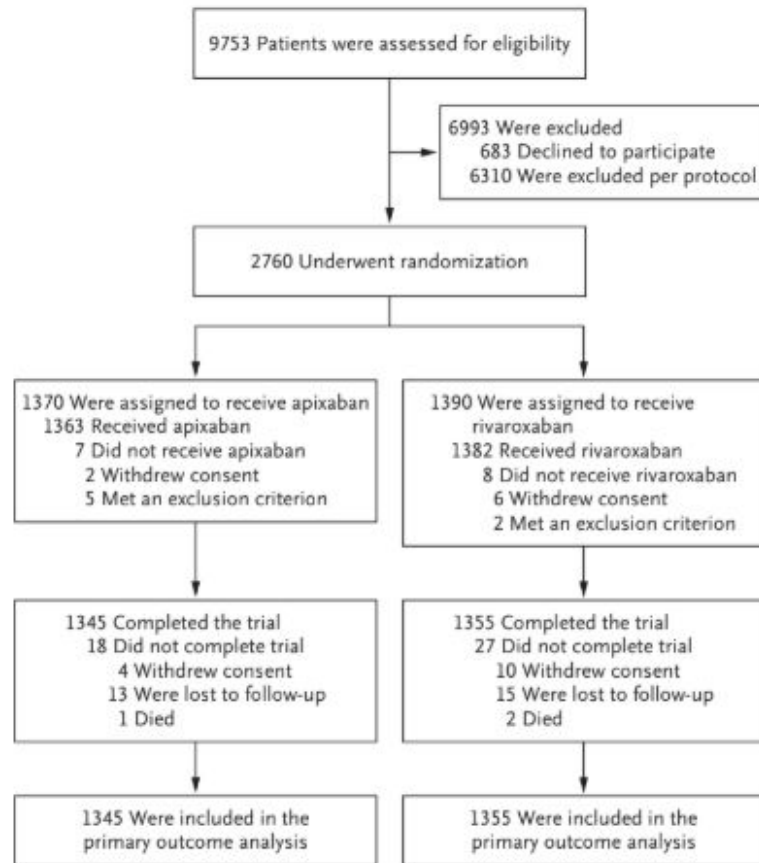 9753 Patients were assessed for eligibility
6993 Were excluded
683 Declined to participate
6310 Were excluded per protocol
2760 Underwent randomization
1370 Were assigned to receive apixaban
1363 Received apixaban
7 Did not receive apixaban
2 Withdrew consent
5 Met an exclusion criterion
1390 Were assigned to receive
rivaroxaban
1382 Received rivaroxaban
8 Did not receive rivaroxaban
6 Withdrew consent
2 Met an exclusion criterion
1345 Completed the trial
18 Did not complete trial
4 Withdrew consent
13 Were lost to follow-up
1 Died
1355 Completed the trial
27 Did not complete trial
10 Withdrew consent
15 Were lost to follow-up
2 Died
1345 Were included in the
primary outcome analysis
1355 Were included in the
primary outcome analysis